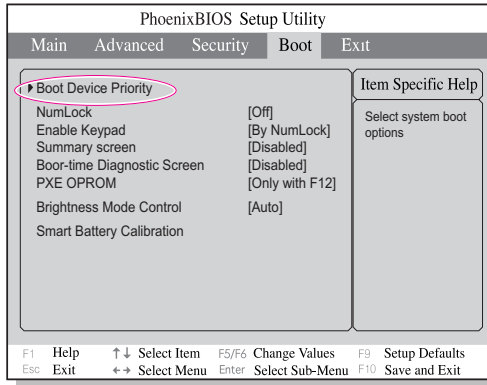 PhoenixBIOS Setup Utility
Main Advanced Security Boot Exit
Boot Device Priority
NumLock [Off]
Enable Keypad [By NumLock]
Summary screen [Disabled]
Boor-time Diagnostic Screen [Disabled]
PXE OPROM [Only with F12]
Brightness Mode Control [Auto]
Smart Battery Calibration
Item Specific Help
Select system boot
options
F1 Help ↑↓ Select Item F5/F6 Change Values F9 Setup Defaults
Esc Exit ←→ Select Menu Enter Select Sub-Menu F10 Save and Exit